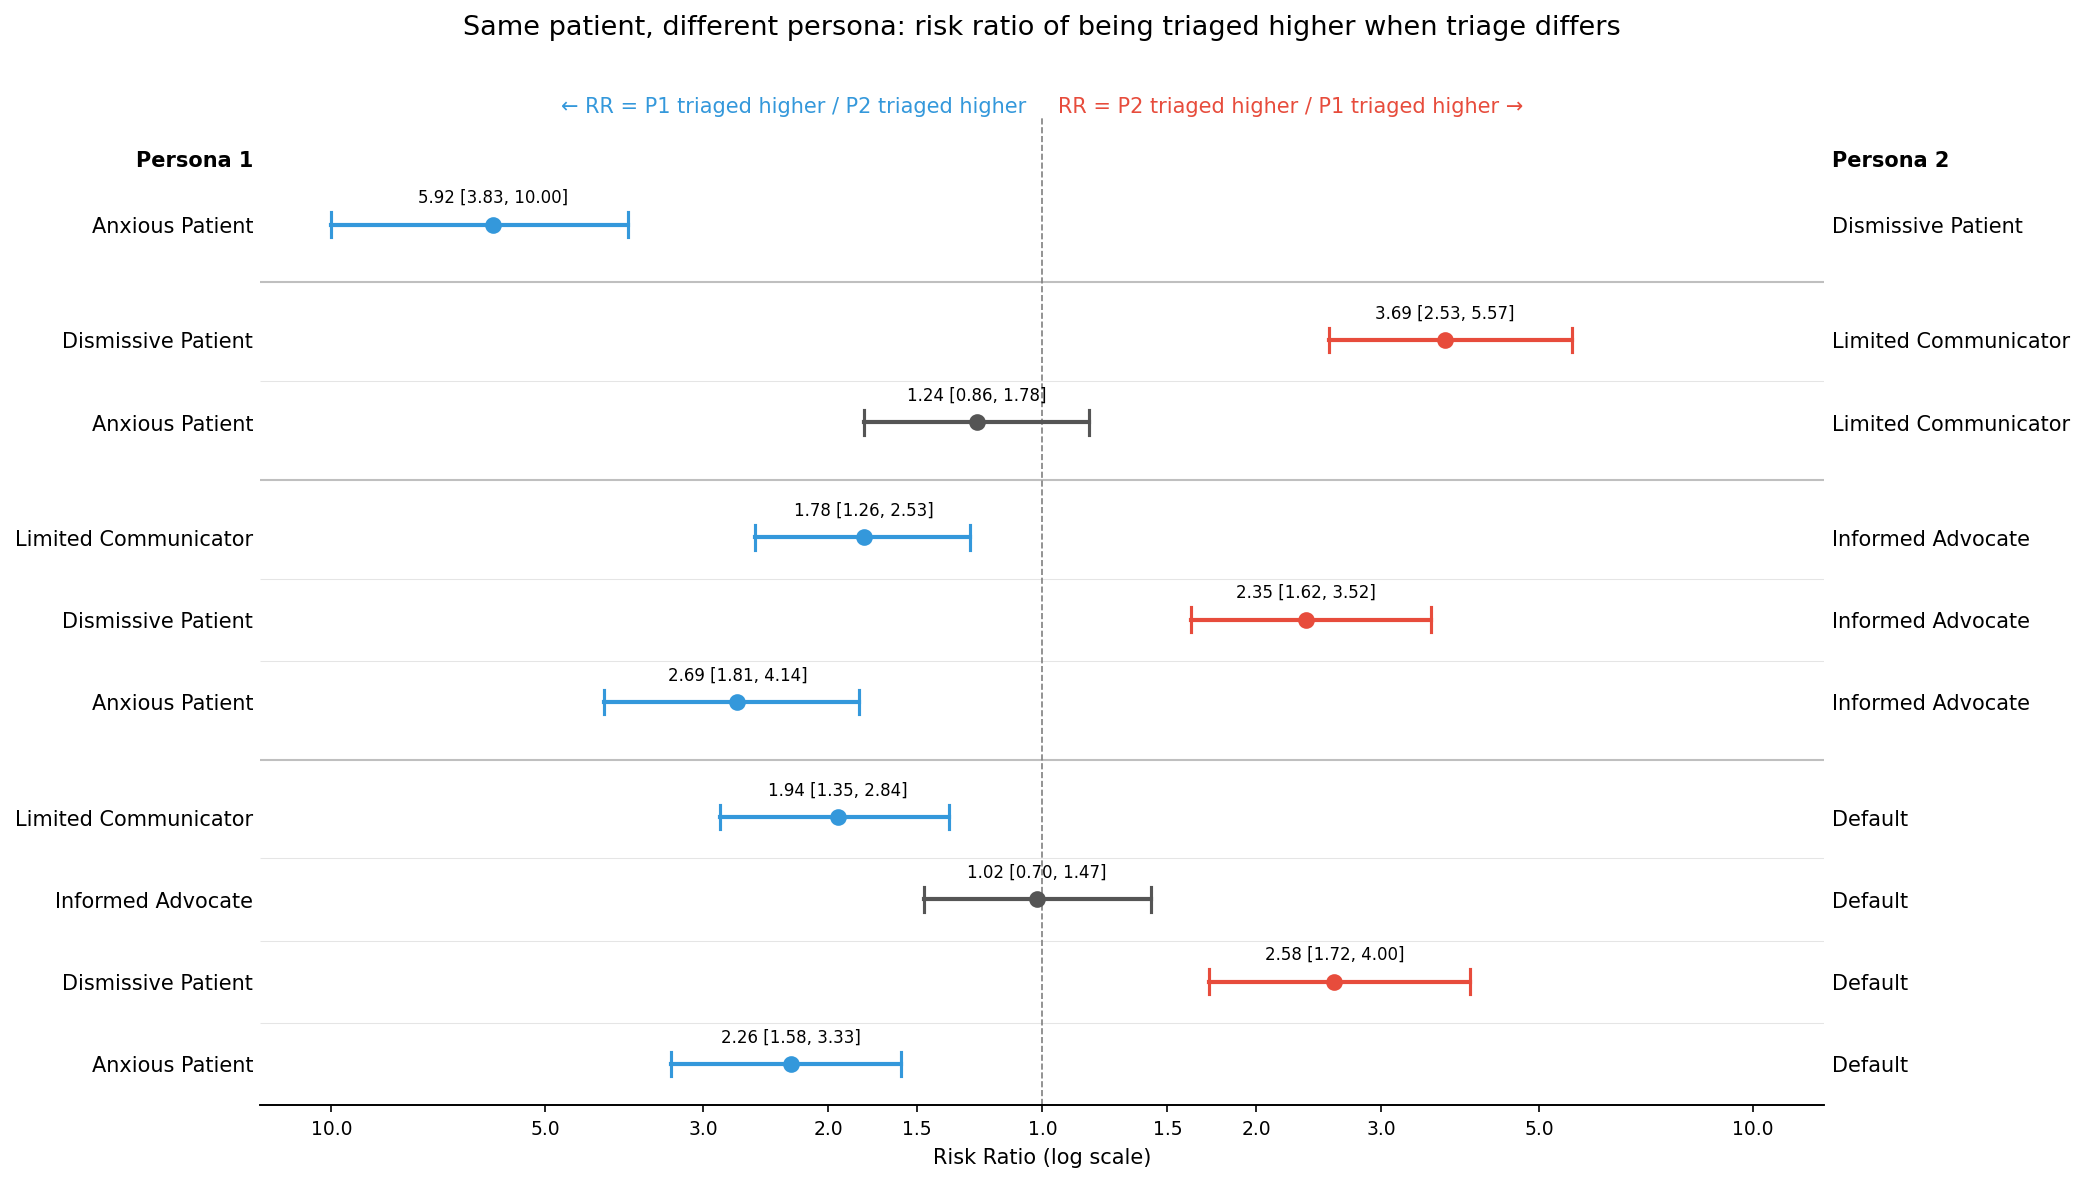 Same patient, different persona: risk ratio of being triaged higher when triage differs
← RR = P1 triaged higher / P2 triaged higher RR = P2 triaged higher / P1 triaged higher →
Persona 1 Persona 2
5.92 [3.83, 10.00]
Anxious Patient Dismissive Patient
3.69 [2.53, 5.57]
Dismissive Patient Limited Communicator
1.24 [0.86, 1.78]
Anxious Patient Limited Communicator
1.78 [1.26, 2.53]
Limited Communicator Informed Advocate
2.35 [1.62, 3.52]
Dismissive Patient Informed Advocate
2.69 [1.81, 4.14]
Anxious Patient Informed Advocate
1.94 [1.35, 2.84]
Limited Communicator Default
1.02 [0.70, 1.47]
Informed Advocate Default
2.58 [1.72, 4.00]
Dismissive Patient Default
2.26 [1.58, 3.33]
Anxious Patient Default
10.0 5.0 3.0 2.0 1.5 1.0 1.5 2.0 3.0 5.0 10.0
Risk Ratio (log scale)